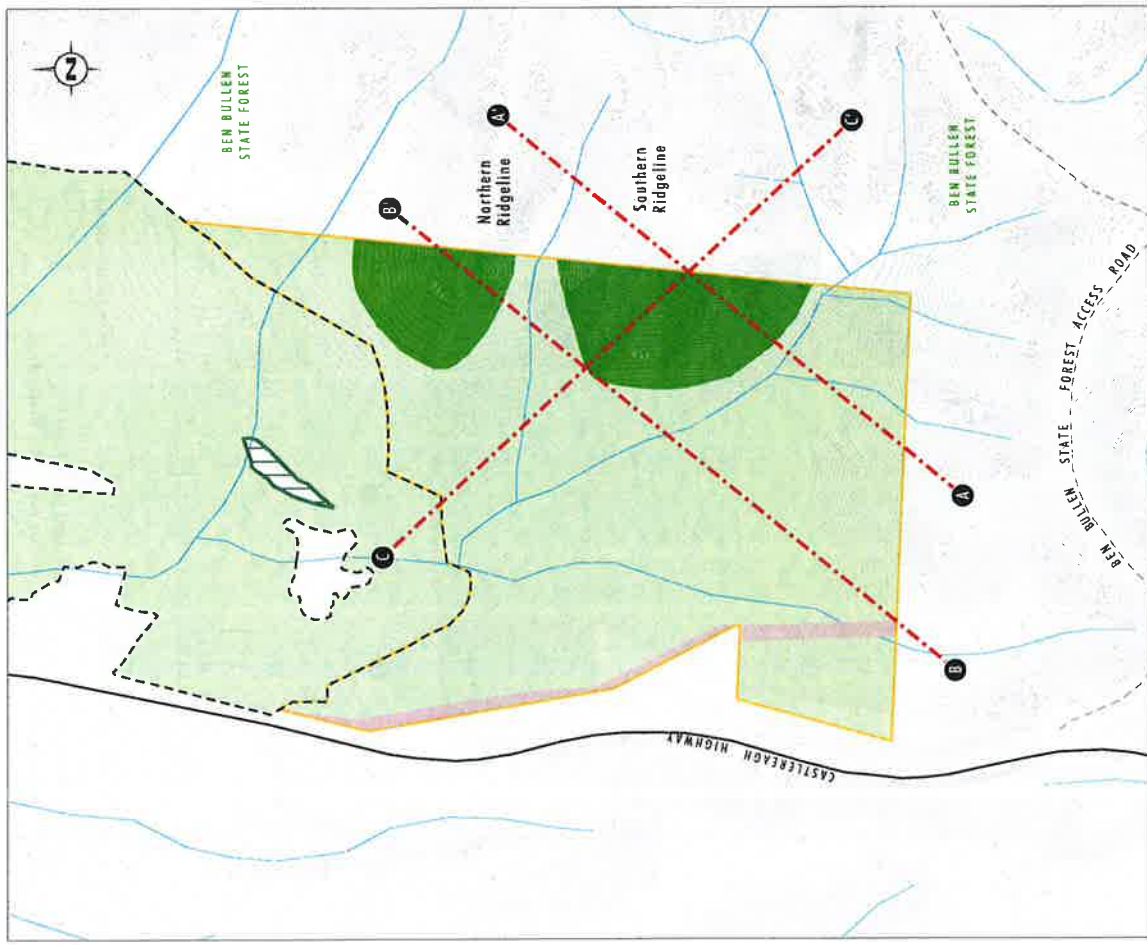 N
BEN BULLEN
STATE FOREST
A'
B'
Northern
Ridgeline
Southern
Ridgeline
C'
C
BEN BULLEN
STATE FOREST
A
B
BEN BULLEN STATE FOREST ACCESS ROAD
CASTLEREAGH HIGHWAY